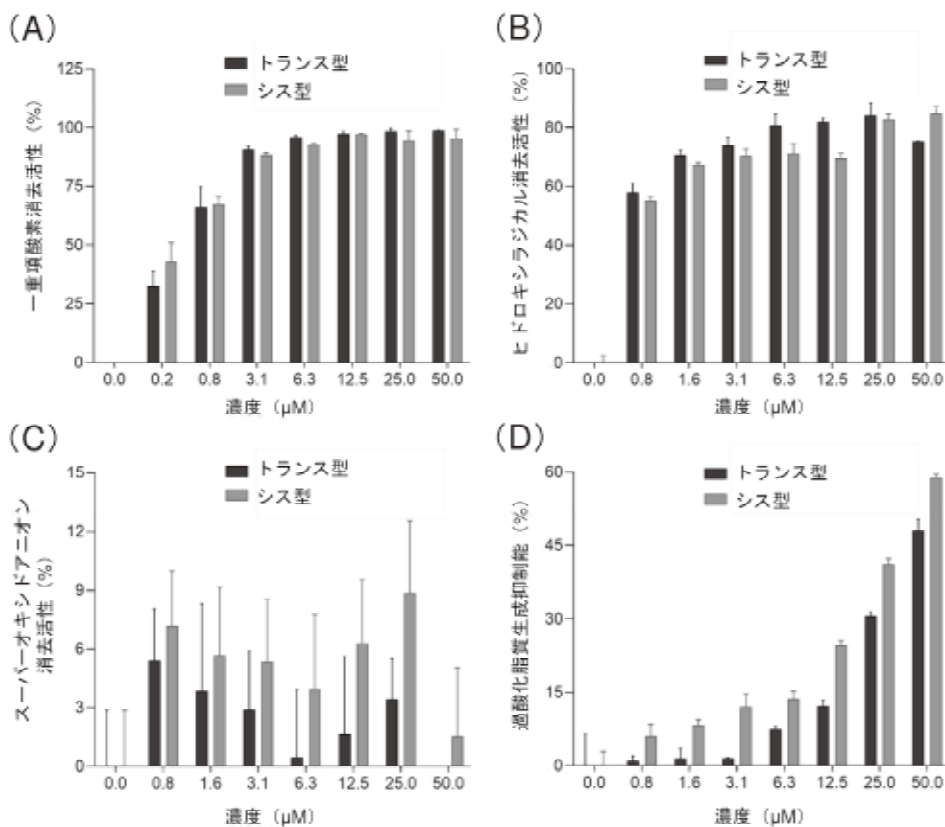 (A)
トランス型
シス型
一重項酸素消去活性 (%)
125
100
75
50
25
0
0.0 0.2 0.8 3.1 6.3 12.5 25.0 50.0
濃度 (μM)
(B)
トランス型
シス型
ヒドロキシラジカル消去活性 (%)
100
80
60
40
20
0
0.0 0.8 1.6 3.1 6.3 12.5 25.0 50.0
濃度 (μM)
(C)
トランス型
シス型
スーパーオキシドアニオン
消去活性 (%)
15
12
9
6
3
0
0.0 0.8 1.6 3.1 6.3 12.5 25.0 50.0
濃度 (μM)
(D)
トランス型
シス型
過酸化脂質生成抑制能 (%)
60
45
30
15
0
0.0 0.8 1.6 3.1 6.3 12.5 25.0 50.0
濃度 (μM)